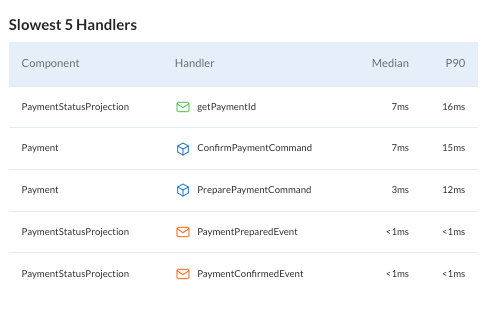 Slowest 5 Handlers
Component Handler Median P90
PaymentStatusProjection getPaymentId 7ms 16ms
Payment ConfirmPaymentCommand 7ms 15ms
Payment PreparePaymentCommand 3ms 12ms
PaymentStatusProjection PaymentPreparedEvent <1ms <1ms
PaymentStatusProjection PaymentConfirmedEvent <1ms <1ms